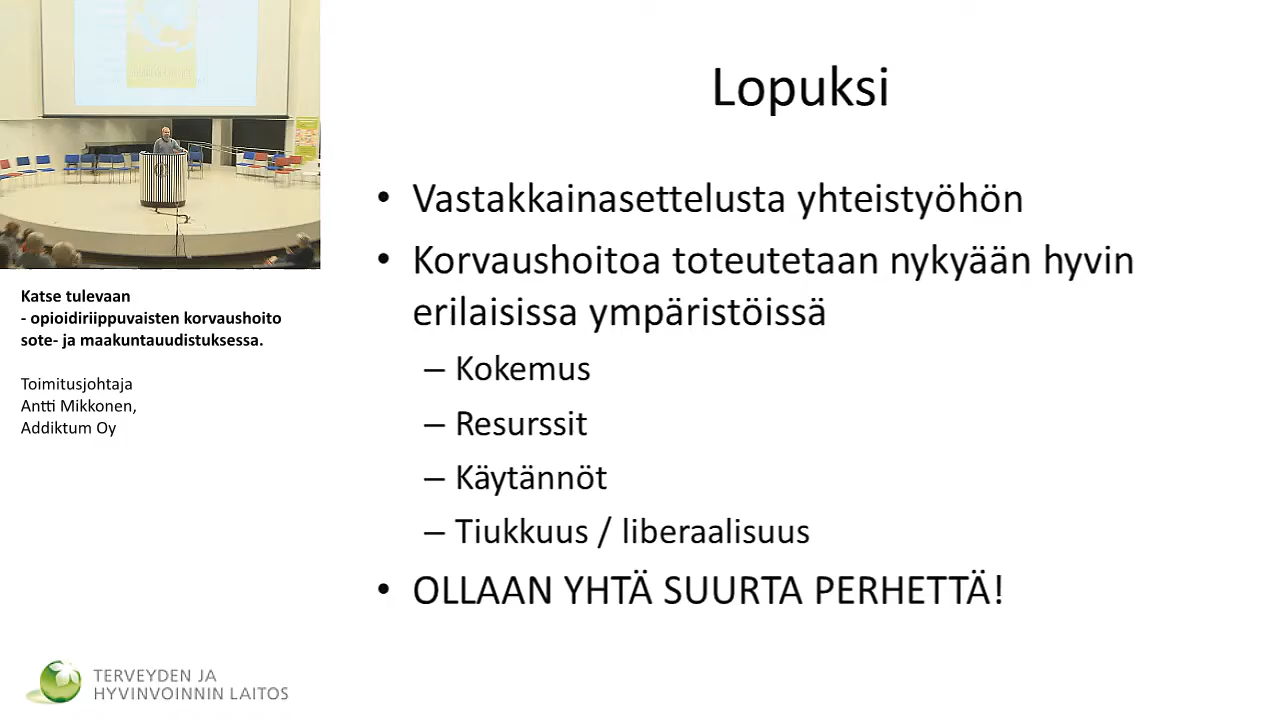 Lopuksi
• Vastakkainasettelusta yhteistyöhön
• Korvaushoitoa toteutetaan nykyään hyvin
erilaisissa ympäristöissä
– Kokemus
– Resurssit
– Käytännöt
– Tiukkuus / liberaalisuus
• OLLAAN YHTÄ SUURTA PERHETTÄ!
Katse tulevaan
- opioidiriippuvaisten korvaushoito
sote- ja maakuntauudistuksessa.
Toimitusjohtaja
Antti Mikkonen,
Addiktum Oy
TERVEYDEN JA
HYVINVOINNIN LAITOS